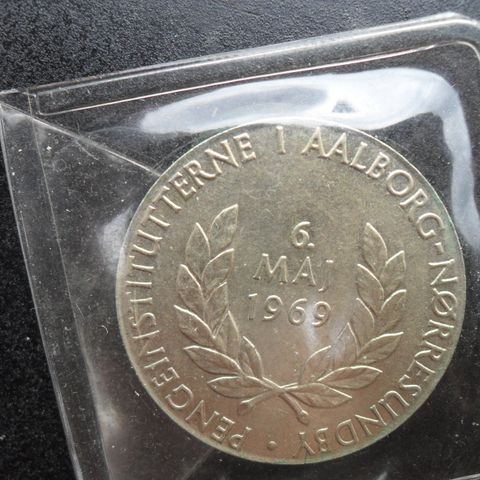 · PENGEINSTITUTTERNE I AALBORG-NØRRESUNDBY
6.
MAJ
1969